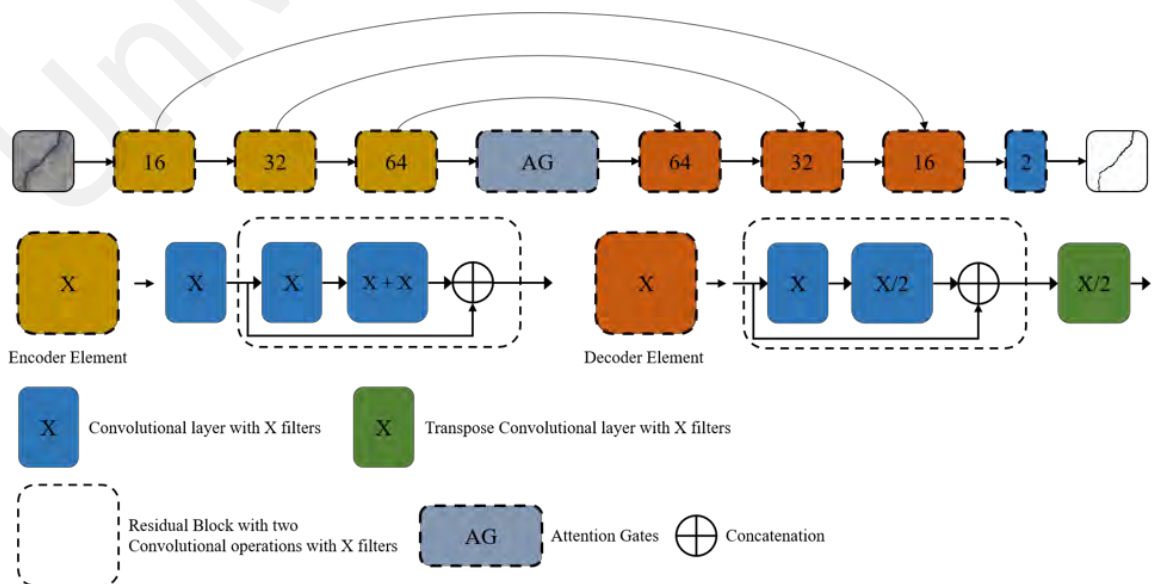 Uni
16 32 64 AG 64 32 16 2
X X X X + X X X X/2 X/2
Encoder Element Decoder Element
X Convolutional layer with X filters X Transpose Convolutional layer with X filters
Residual Block with two
Convolutional operations with X filters AG Attention Gates Concatenation